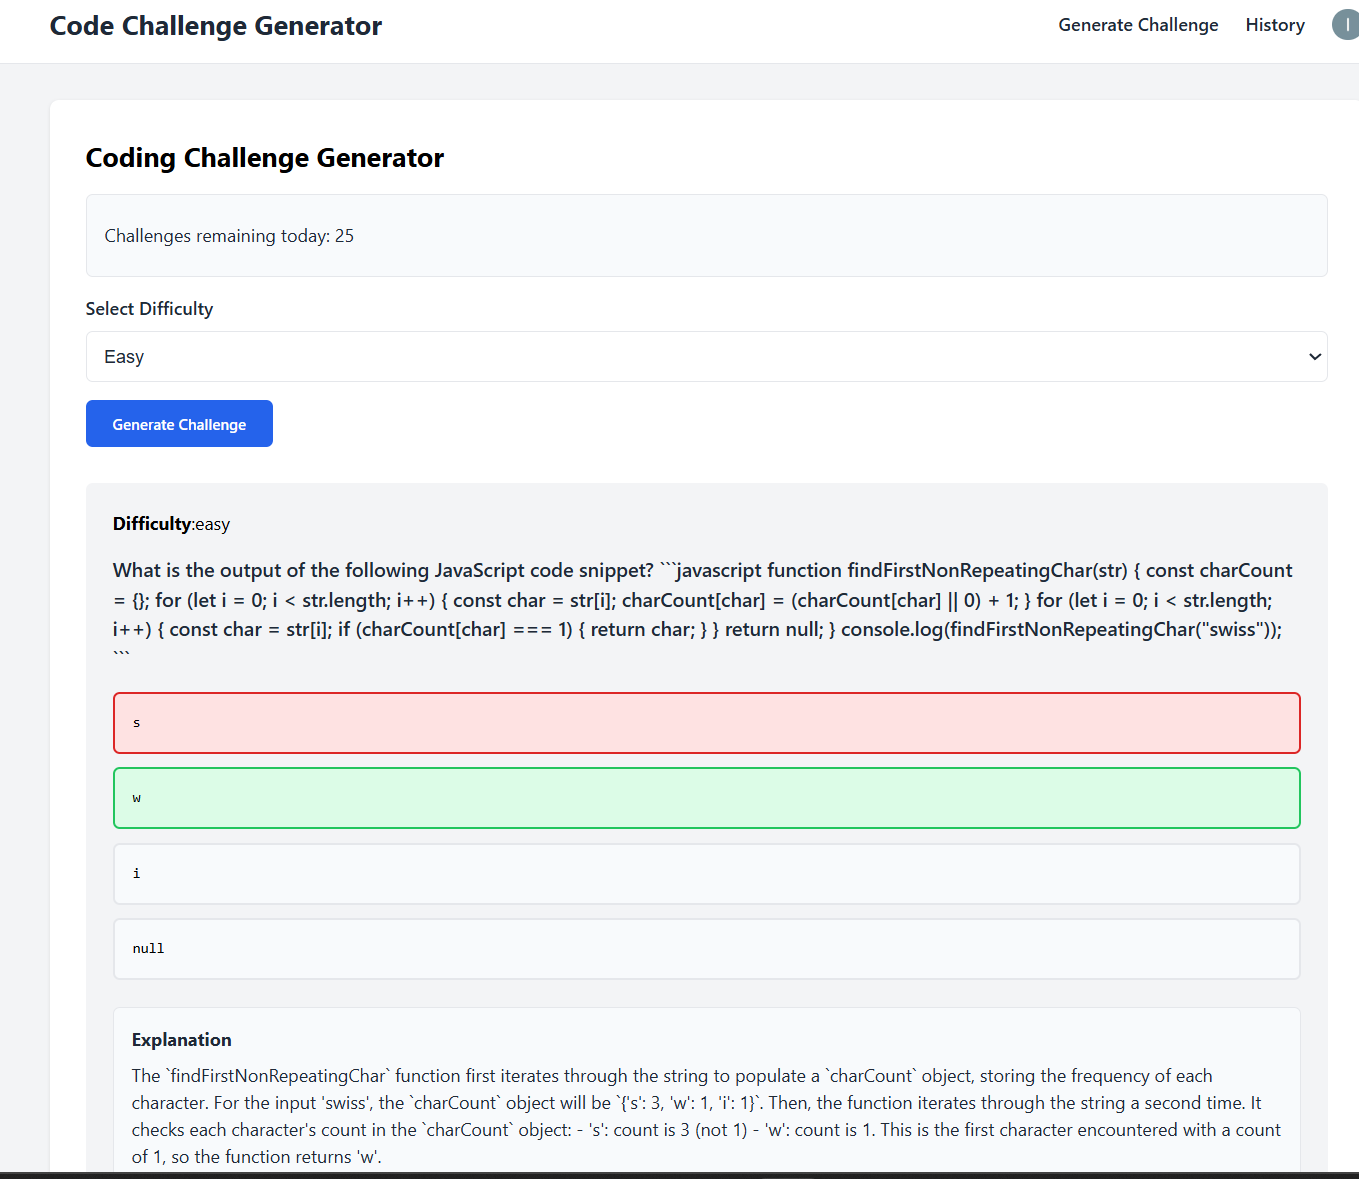 Code Challenge Generator
Generate Challenge
History
I
Coding Challenge Generator
Challenges remaining today: 25
Select Difficulty
Easy
Generate Challenge
Difficulty:easy
What is the output of the following JavaScript code snippet? ```javascript function findFirstNonRepeatingChar(str) { const charCount
= {}; for (let i = 0; i < str.length; i++) { const char = str[i]; charCount[char] = (charCount[char] || 0) + 1; } for (let i = 0; i < str.length;
i++) { const char = str[i]; if (charCount[char] === 1) { return char; } } return null; } console.log(findFirstNonRepeatingChar("swiss"));
```
s
w
i
null
Explanation
The `findFirstNonRepeatingChar` function first iterates through the string to populate a `charCount` object, storing the frequency of each
character. For the input 'swiss', the `charCount` object will be `{'s': 3, 'w': 1, 'i': 1}`. Then, the function iterates through the string a second time. It
checks each character's count in the `charCount` object: - 's': count is 3 (not 1) - 'w': count is 1. This is the first character encountered with a count
of 1, so the function returns 'w'.